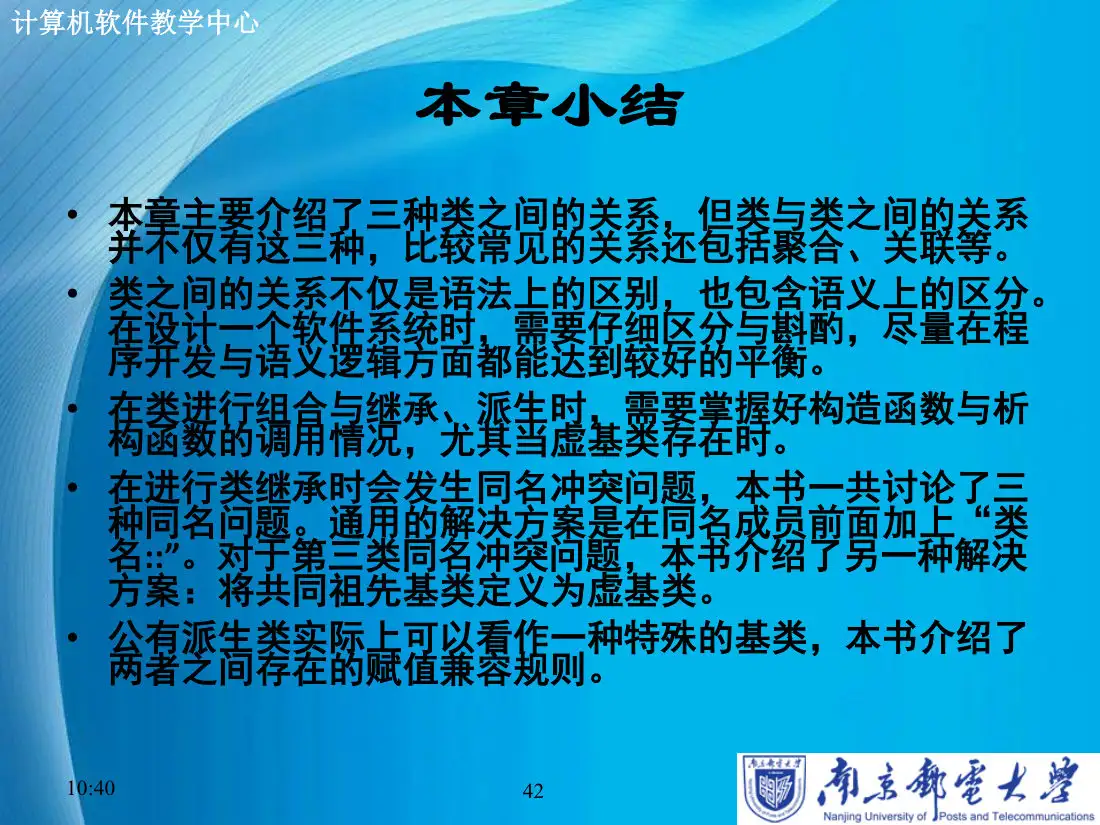 计算机软件教学中心
本章小结
• 本章主要介绍了三种类之间的关系，但类与类之间的关系
并不仅有这三种，比较常见的关系还包括聚合、关联等。
• 类之间的关系不仅是语法上的区别，也包含语义上的区分。
在设计一个软件系统时，需要仔细区分与斟酌，尽量在程
序开发与语义逻辑方面都能达到较好的平衡。
• 在类进行组合与继承、派生时，需要掌握好构造函数与析
构函数的调用情况，尤其当虚基类存在时。
• 在进行类继承时会发生同名冲突问题，本书一共讨论了三
种同名问题。通用的解决方案是在同名成员前面加上“类
名::”。对于第三类同名冲突问题，本书介绍了另一种解决
方案：将共同祖先基类定义为虚基类。
• 公有派生类实际上可以看作一种特殊的基类，本书介绍了
两者之间存在的赋值兼容规则。
10:40
42
南京邮电大学
Nanjing University of Posts and Telecommunications